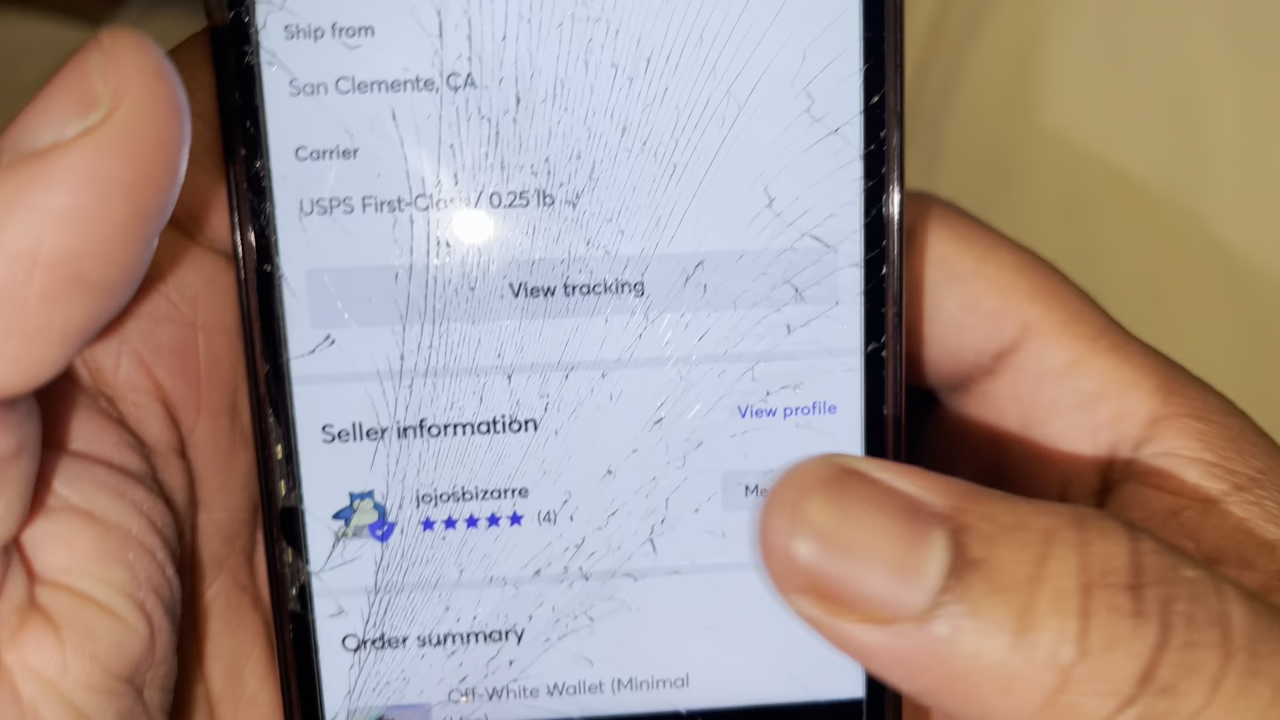 Ship from
San Clemente, CA
Carrier
USPS First-Class / 0.25 lb
View tracking
Seller information
View profile
jojosbizarre
(4)
Me
Order summary
Off-White Wallet (Minimal